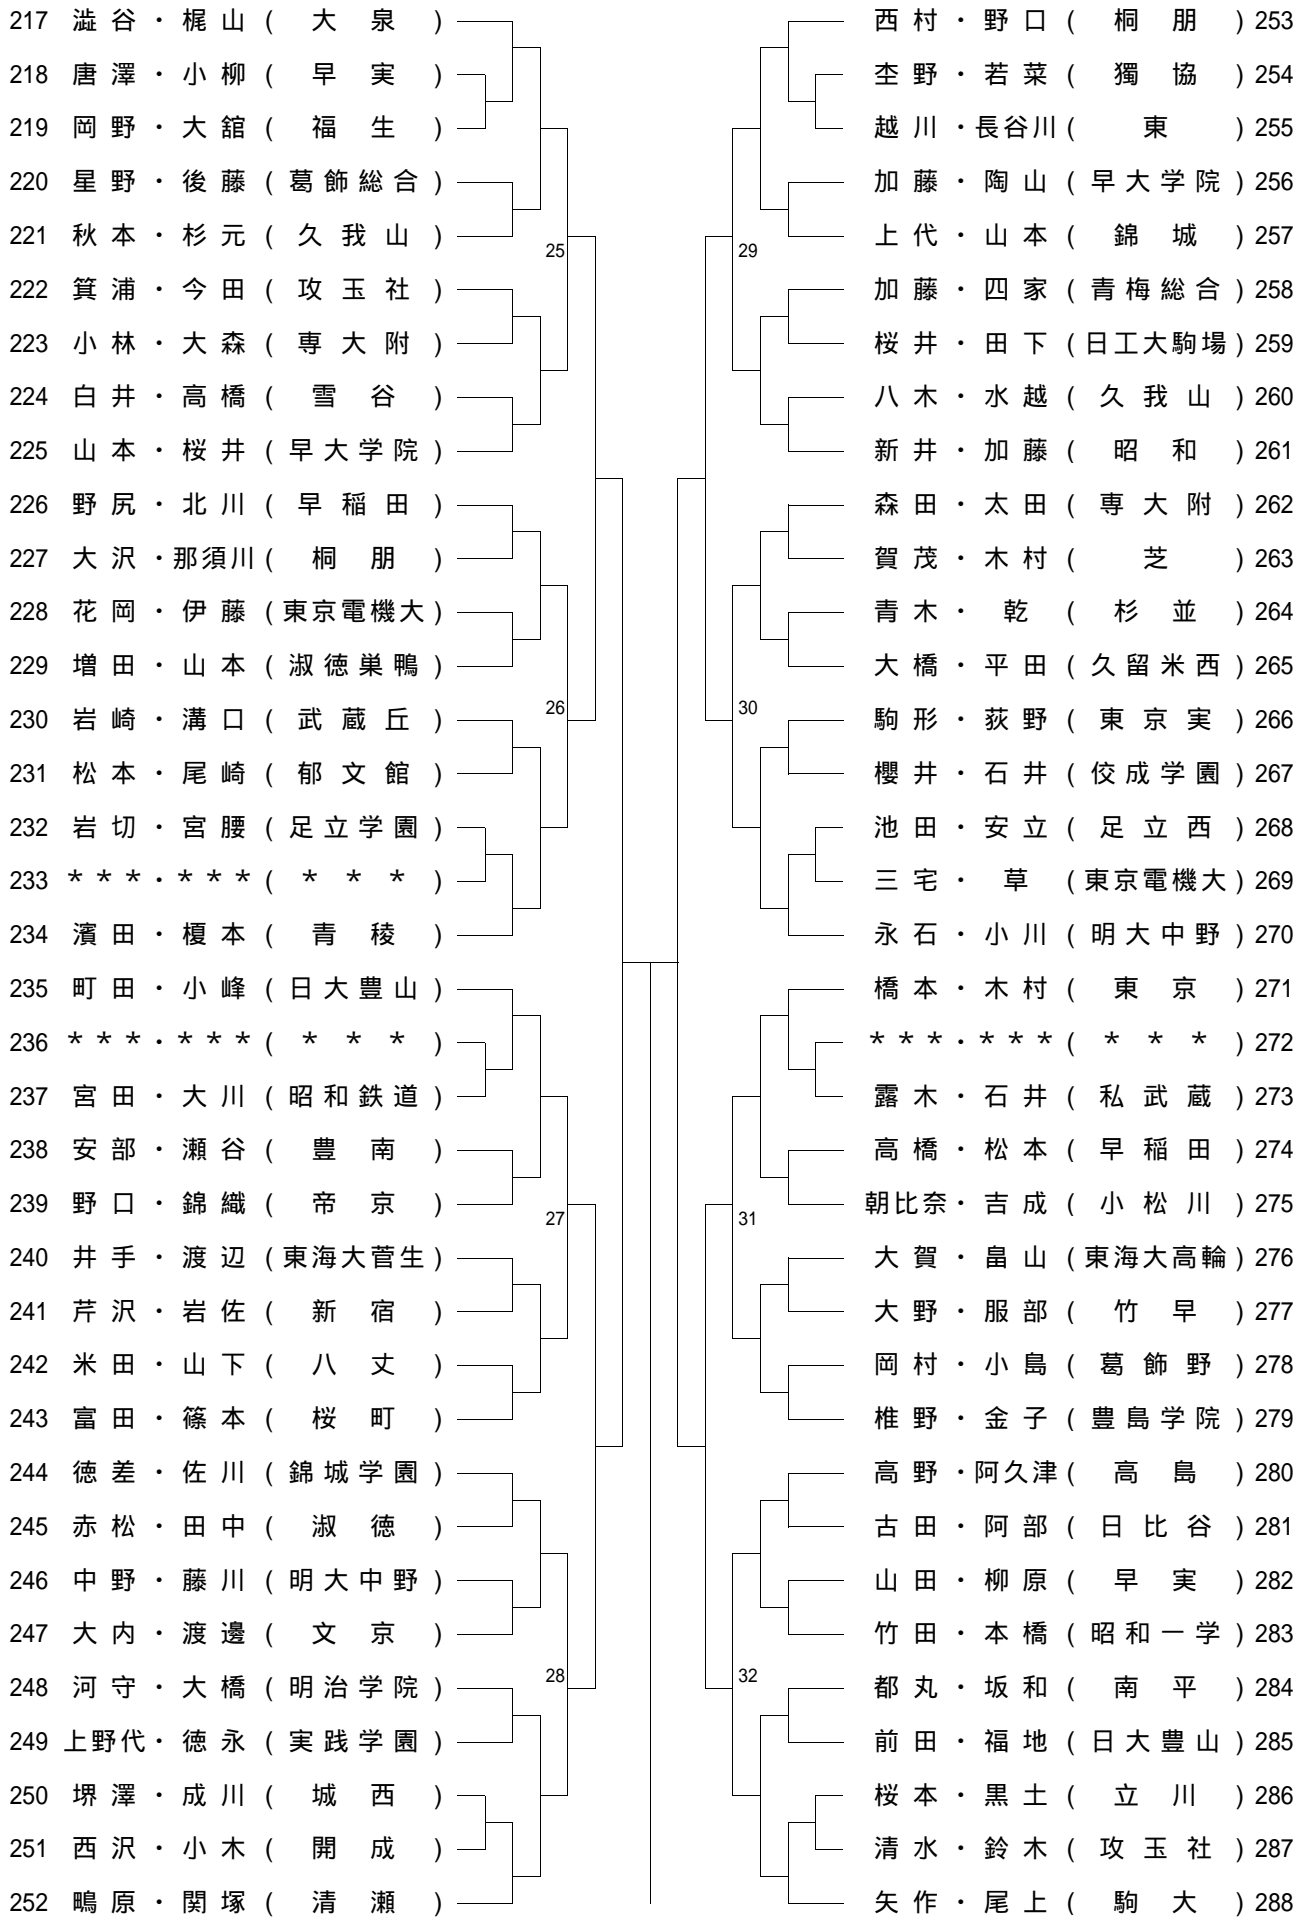 217 澁谷・梶山 ( 大泉 )
218 唐澤・小柳 ( 早実 )
219 岡野・大舘 ( 福生 )
220 星野・後藤 ( 葛飾総合 )
221 秋本・杉元 ( 久我山 )
222 箕浦・今田 ( 攻玉社 )
223 小林・大森 ( 専大附 )
224 白井・高橋 ( 雪谷 )
225 山本・桜井 ( 早大学院 )
226 野尻・北川 ( 早稲田 )
227 大沢・那須川 ( 桐朋 )
228 花岡・伊藤 ( 東京電機大 )
229 増田・山本 ( 淑徳巣鴨 )
230 岩崎・溝口 ( 武蔵丘 )
231 松本・尾崎 ( 郁文館 )
232 岩切・宮腰 ( 足立学園 )
233 ***・*** ( *** )
234 濱田・榎本 ( 青稜 )
235 町田・小峰 ( 日大豊山 )
236 ***・*** ( *** )
237 宮田・大川 ( 昭和鉄道 )
238 安部・瀬谷 ( 豊南 )
239 野口・錦織 ( 帝京 )
240 井手・渡辺 ( 東海大菅生 )
241 芹沢・岩佐 ( 新宿 )
242 米田・山下 ( 八丈 )
243 富田・篠本 ( 桜町 )
244 徳差・佐川 ( 錦城学園 )
245 赤松・田中 ( 淑徳 )
246 中野・藤川 ( 明大中野 )
247 大内・渡邊 ( 文京 )
248 河守・大橋 ( 明治学院 )
249 上野代・徳永 ( 実践学園 )
250 堺澤・成川 ( 城西 )
251 西沢・小木 ( 開成 )
252 鴫原・関塚 ( 清瀬 )
25
26
27
28
29
30
31
32
西村・野口 ( 桐朋 ) 253
杢野・若菜 ( 獨協 ) 254
越川・長谷川 ( 東 ) 255
加藤・陶山 ( 早大学院 ) 256
上代・山本 ( 錦城 ) 257
加藤・四家 ( 青梅総合 ) 258
桜井・田下 ( 日工大駒場 ) 259
八木・水越 ( 久我山 ) 260
新井・加藤 ( 昭和 ) 261
森田・太田 ( 専大附 ) 262
賀茂・木村 ( 芝 ) 263
青木・乾 ( 杉並 ) 264
大橋・平田 ( 久留米西 ) 265
駒形・荻野 ( 東京実 ) 266
櫻井・石井 ( 佼成学園 ) 267
池田・安立 ( 足立西 ) 268
三宅・草 ( 東京電機大 ) 269
永石・小川 ( 明大中野 ) 270
橋本・木村 ( 東京 ) 271
***・*** ( *** ) 272
露木・石井 ( 私武蔵 ) 273
高橋・松本 ( 早稲田 ) 274
朝比奈・吉成 ( 小松川 ) 275
大賀・畠山 ( 東海大高輪 ) 276
大野・服部 ( 竹早 ) 277
岡村・小島 ( 葛飾野 ) 278
椎野・金子 ( 豊島学院 ) 279
高野・阿久津 ( 高島 ) 280
古田・阿部 ( 日比谷 ) 281
山田・柳原 ( 早実 ) 282
竹田・本橋 ( 昭和一学 ) 283
都丸・坂和 ( 南平 ) 284
前田・福地 ( 日大豊山 ) 285
桜本・黒土 ( 立川 ) 286
清水・鈴木 ( 攻玉社 ) 287
矢作・尾上 ( 駒大 ) 288